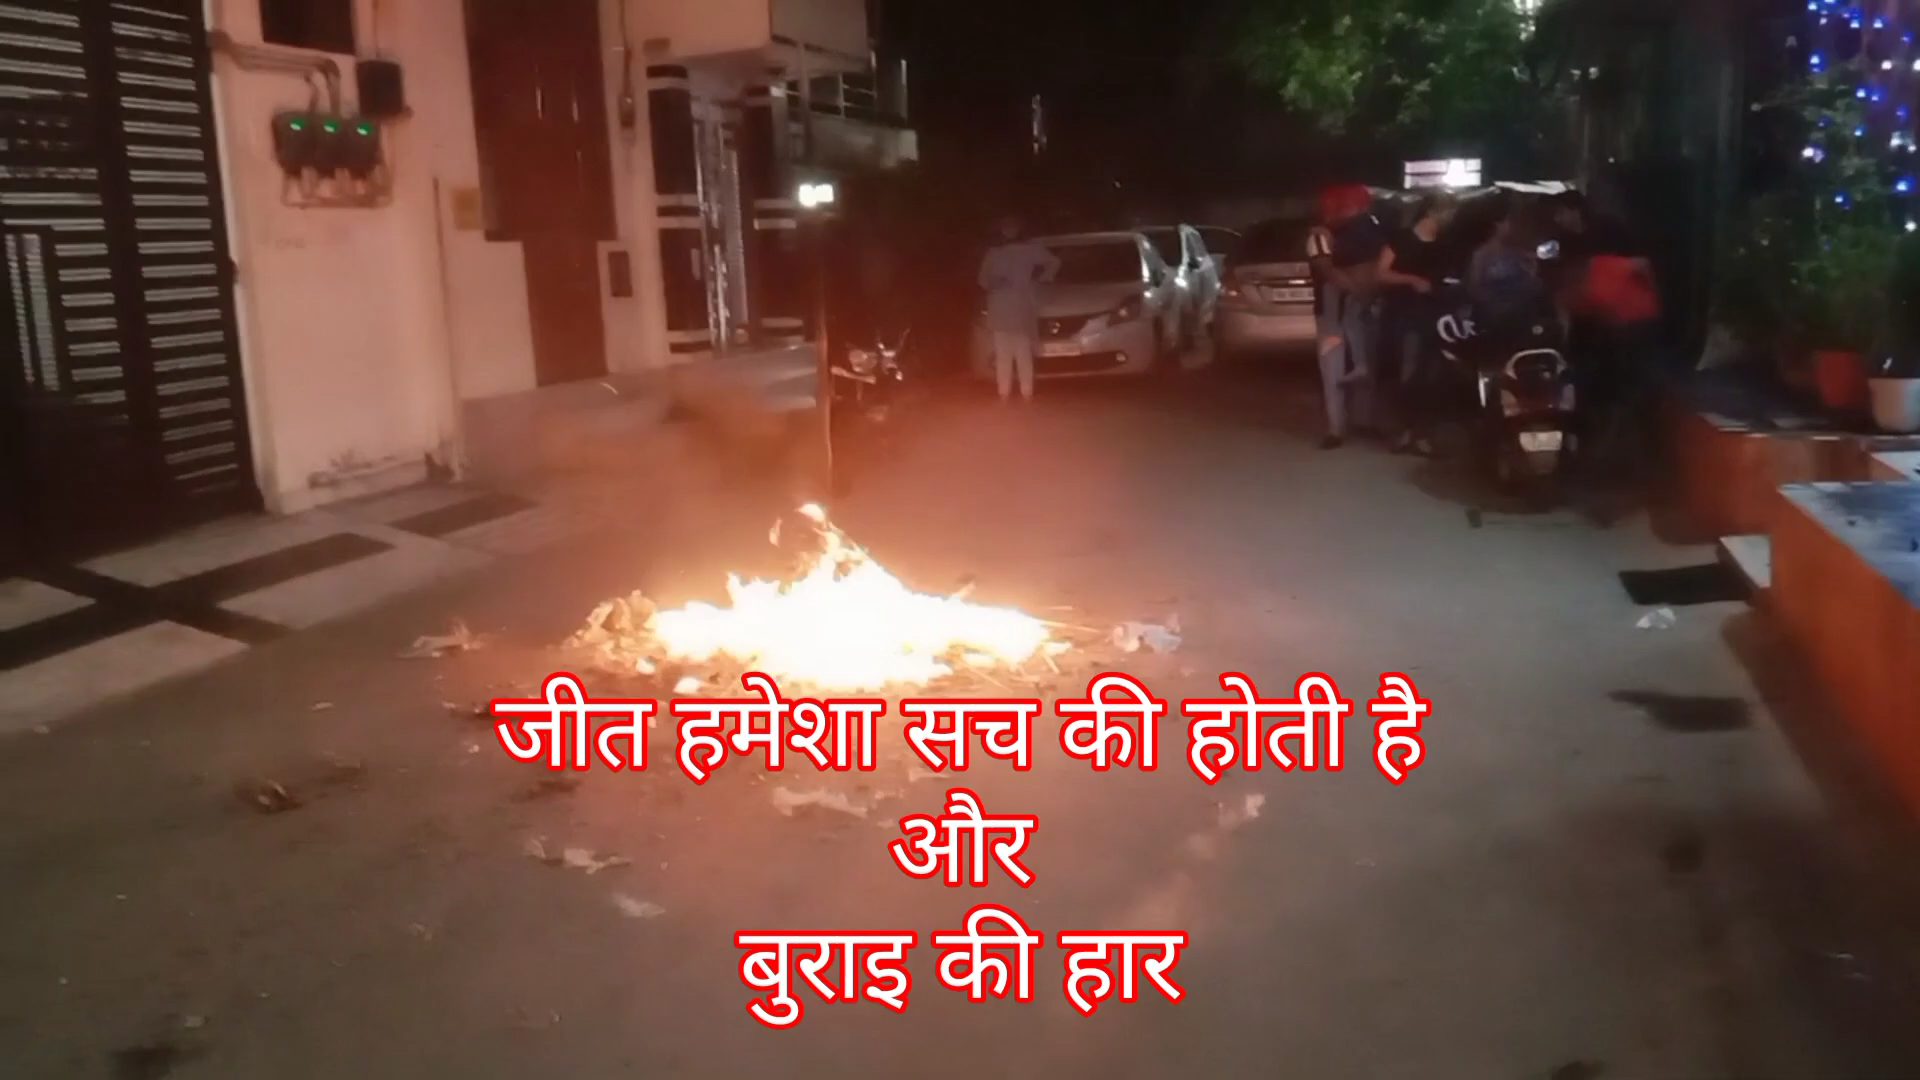 जीत हमेशा सच की होती है
और
बुराइ की हार